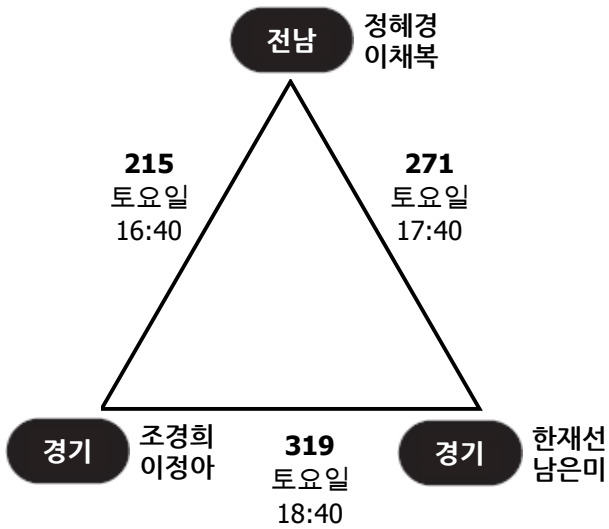 전남
정혜경
이채복
215
토요일
16:40
271
토요일
17:40
경기
조경희
이정아
319
토요일
18:40
경기
한재선
남은미